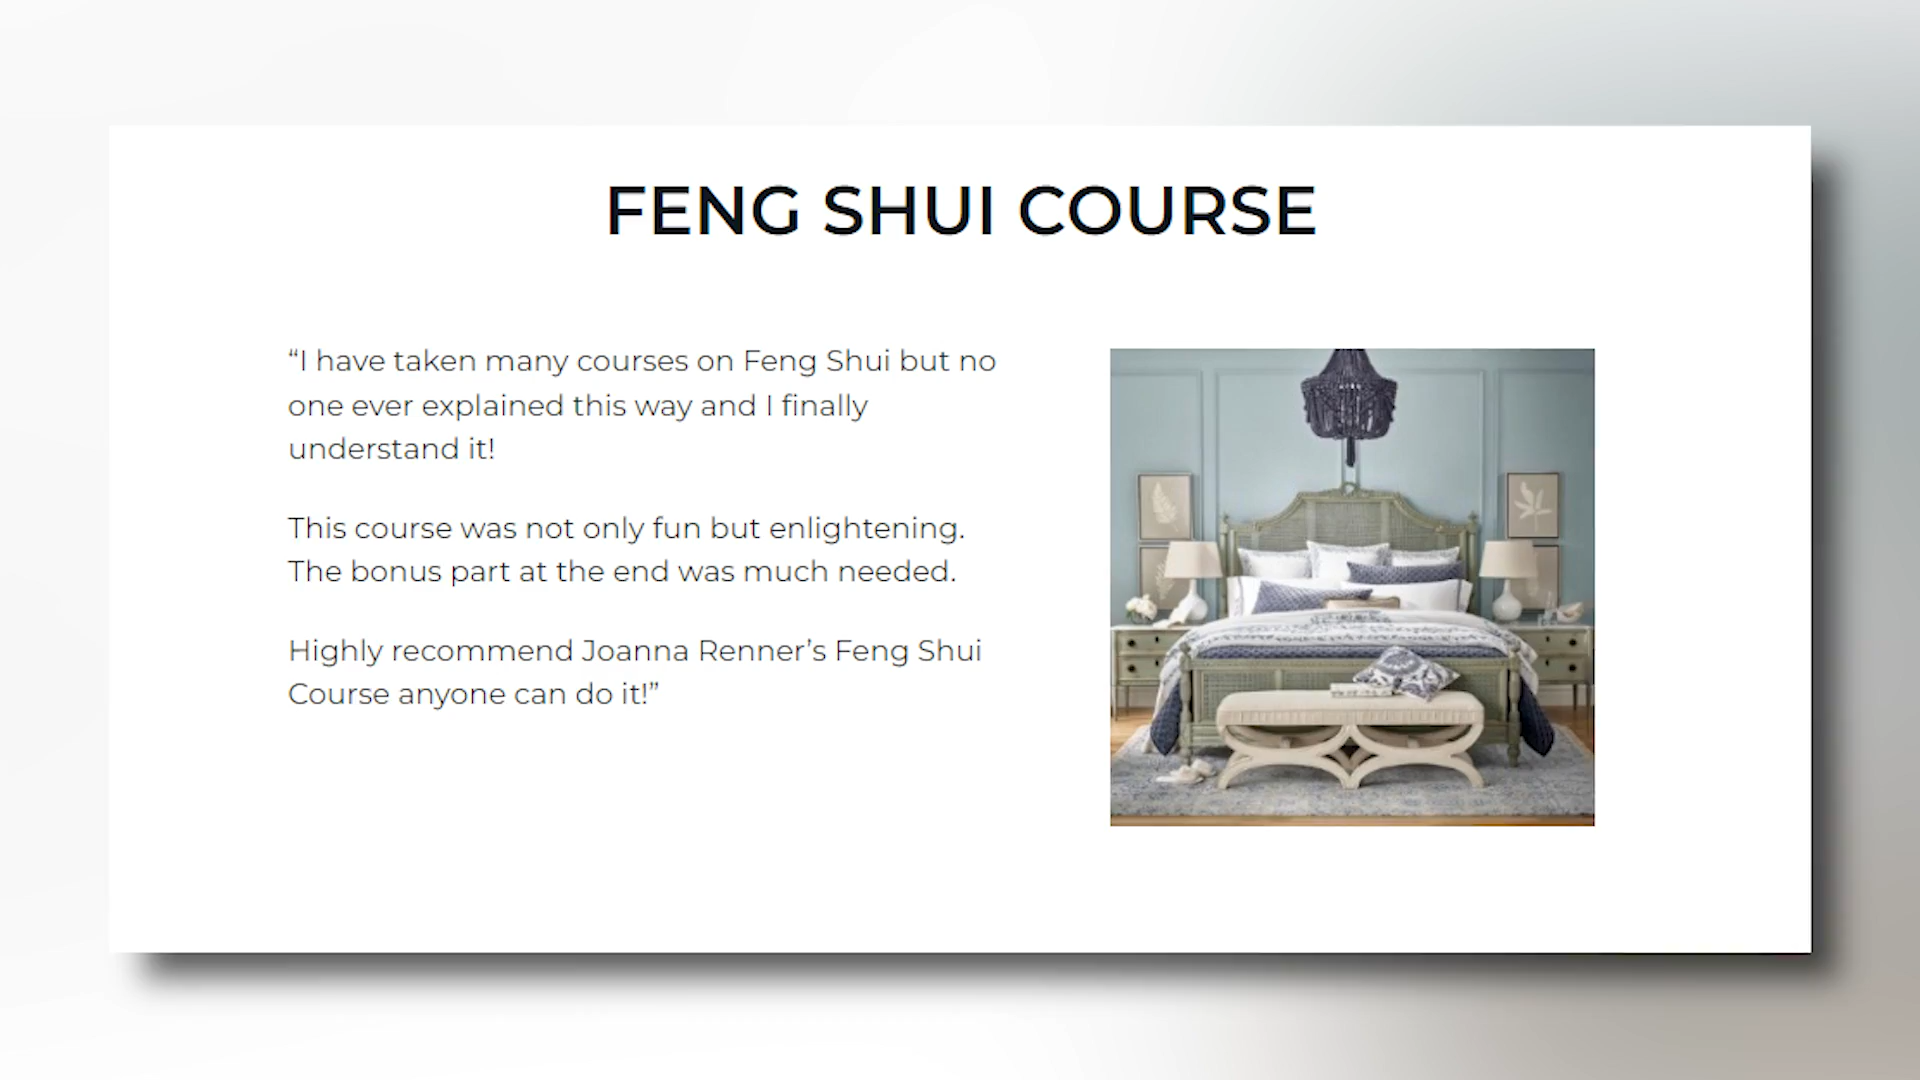 FENG SHUI COURSE
“I have taken many courses on Feng Shui but no
one ever explained this way and I finally
understand it!
This course was not only fun but enlightening.
The bonus part at the end was much needed.
Highly recommend Joanna Renner’s Feng Shui
Course anyone can do it!”